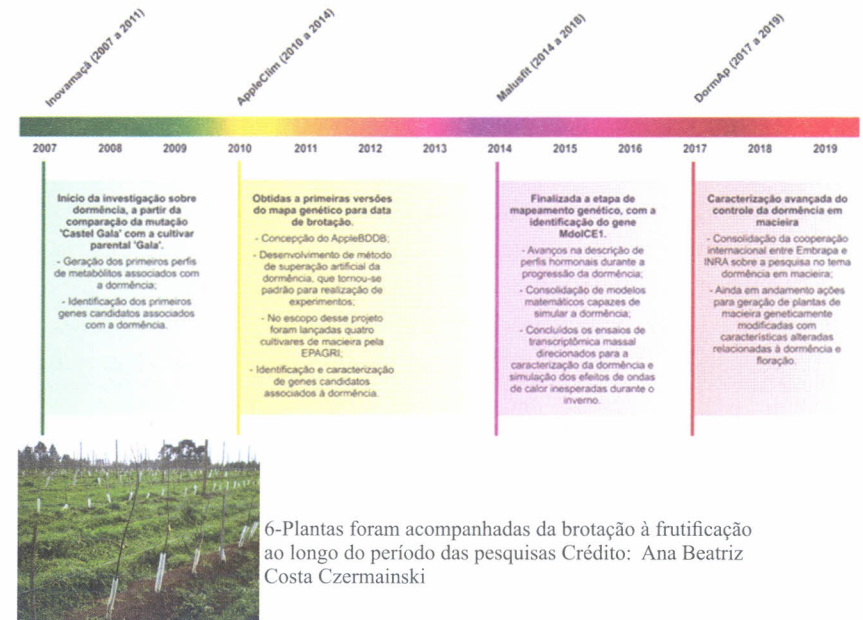 Inovamaçã (2007 a 2011)
AppleClim (2010 a 2014)
Malusfit (2014 a 2018)
DormAp (2017 a 2019)
2007 2008 2009 2010 2011 2012 2013 2014 2015 2016 2017 2018 2019
Início da investigação sobre
dormência, a partir da
comparação da mutação
'Castel Gala' com a cultivar
parental 'Gala'.
- Geração dos primeiros perfis
de metabólitos associados com
a dormência;
- Identificação dos primeiros
genes candidatos associados
com a dormência.
Obtidas a primeiras versões
do mapa genético para data
de brotação.
- Concepção do AppleBDDB;
- Desenvolvimento de método
de superação artificial da
dormência, que tornou-se
padrão para realização de
experimentos;
- No escopo desse projeto
foram lançadas quatro
cultivares de macieira pela
EPAGRI;
- Identificação e caracterização
de genes candidatos
associados à dormência.
Finalizada a etapa de
mapeamento genético, com a
identificação do gene
MdoICE1.
- Avanços na descrição de
perfis hormonais durante a
progressão da dormência;
- Consolidação de modelos
matemáticos capazes de
simular a dormência;
- Concluídos os ensaios de
transcriptômica massal
direcionados para a
caracterização da dormência e
simulação dos efeitos de ondas
de calor inesperadas durante o
inverno.
Caracterização avançada do
controle da dormência em
macieira
- Consolidação da cooperação
internacional entre Embrapa e
INRA sobre a pesquisa no tema
dormência em macieira;
- Ainda em andamento ações
para geração de plantas de
macieira geneticamente
modificadas com
características alteradas
relacionadas à dormência e
floração.
6-Plantas foram acompanhadas da brotação à frutificação
ao longo do período das pesquisas Crédito: Ana Beatriz
Costa Czermainski